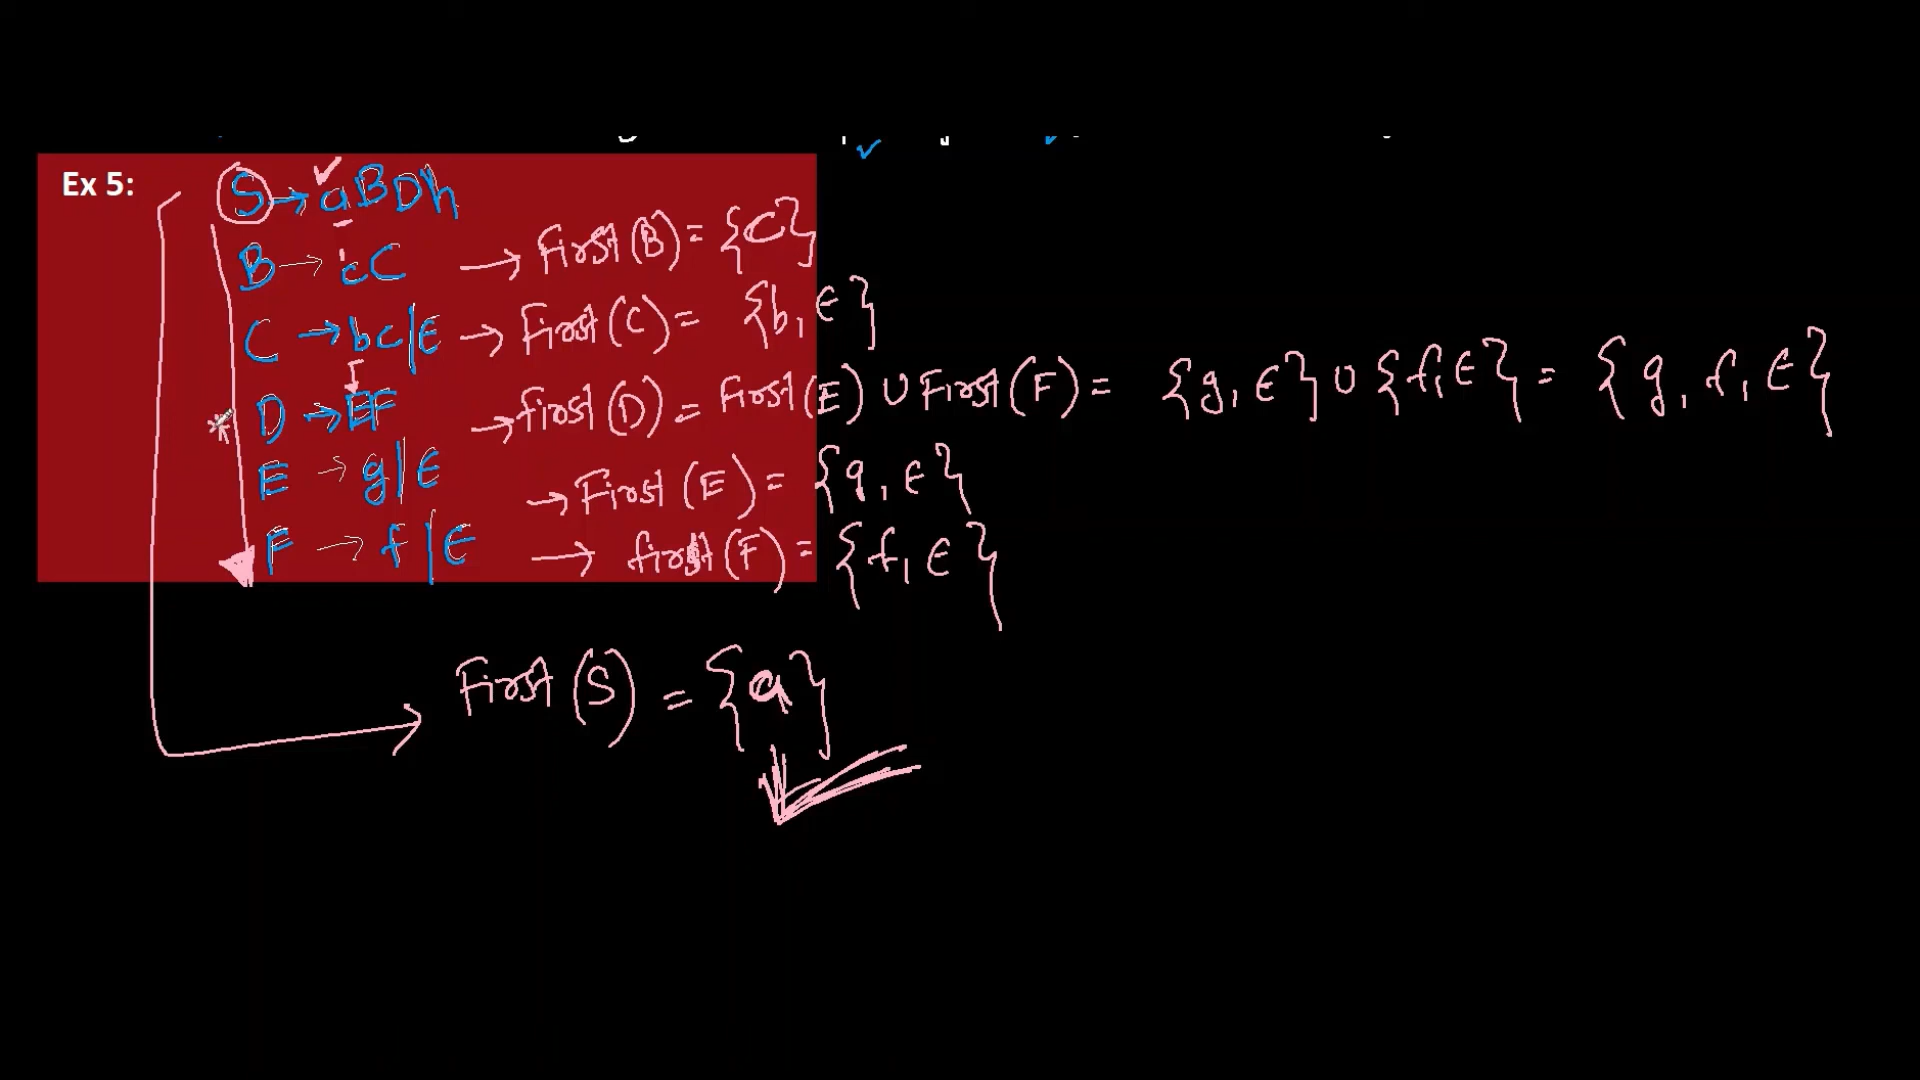 Ex 5: S → aBDh
B → cC → First(B) = {C}
C → bC|ϵ → First(C) = {b, ϵ}
D → EF → first(D) = First(E) ∪ First(F) = {g, ϵ} ∪ {f, ϵ} = {g, f, ϵ}
E → g|ϵ → First(E) = {g, ϵ}
F → f|ϵ → first(F) = {f, ϵ}
First(S) = {a}